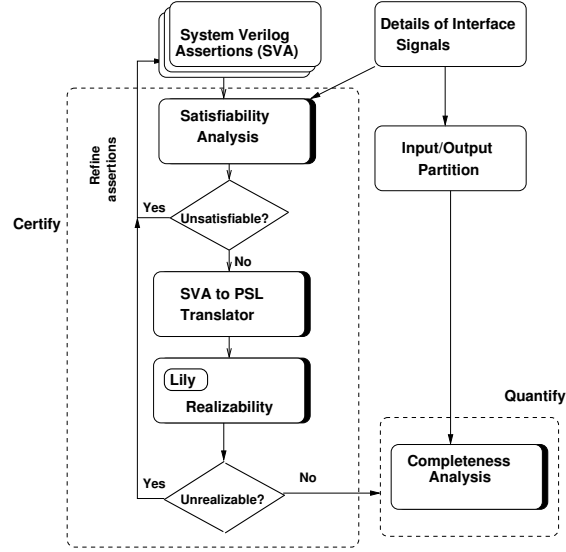 System Verilog
Assertions (SVA)
Details of Interface
Signals
Satisfiability
Analysis
Input/Output
Partition
Refine
assertions
Certify
Yes
Unsatisfiable?
No
SVA to PSL
Translator
Lily
Realizability
Quantify
Yes
Unrealizable?
No
Completeness
Analysis